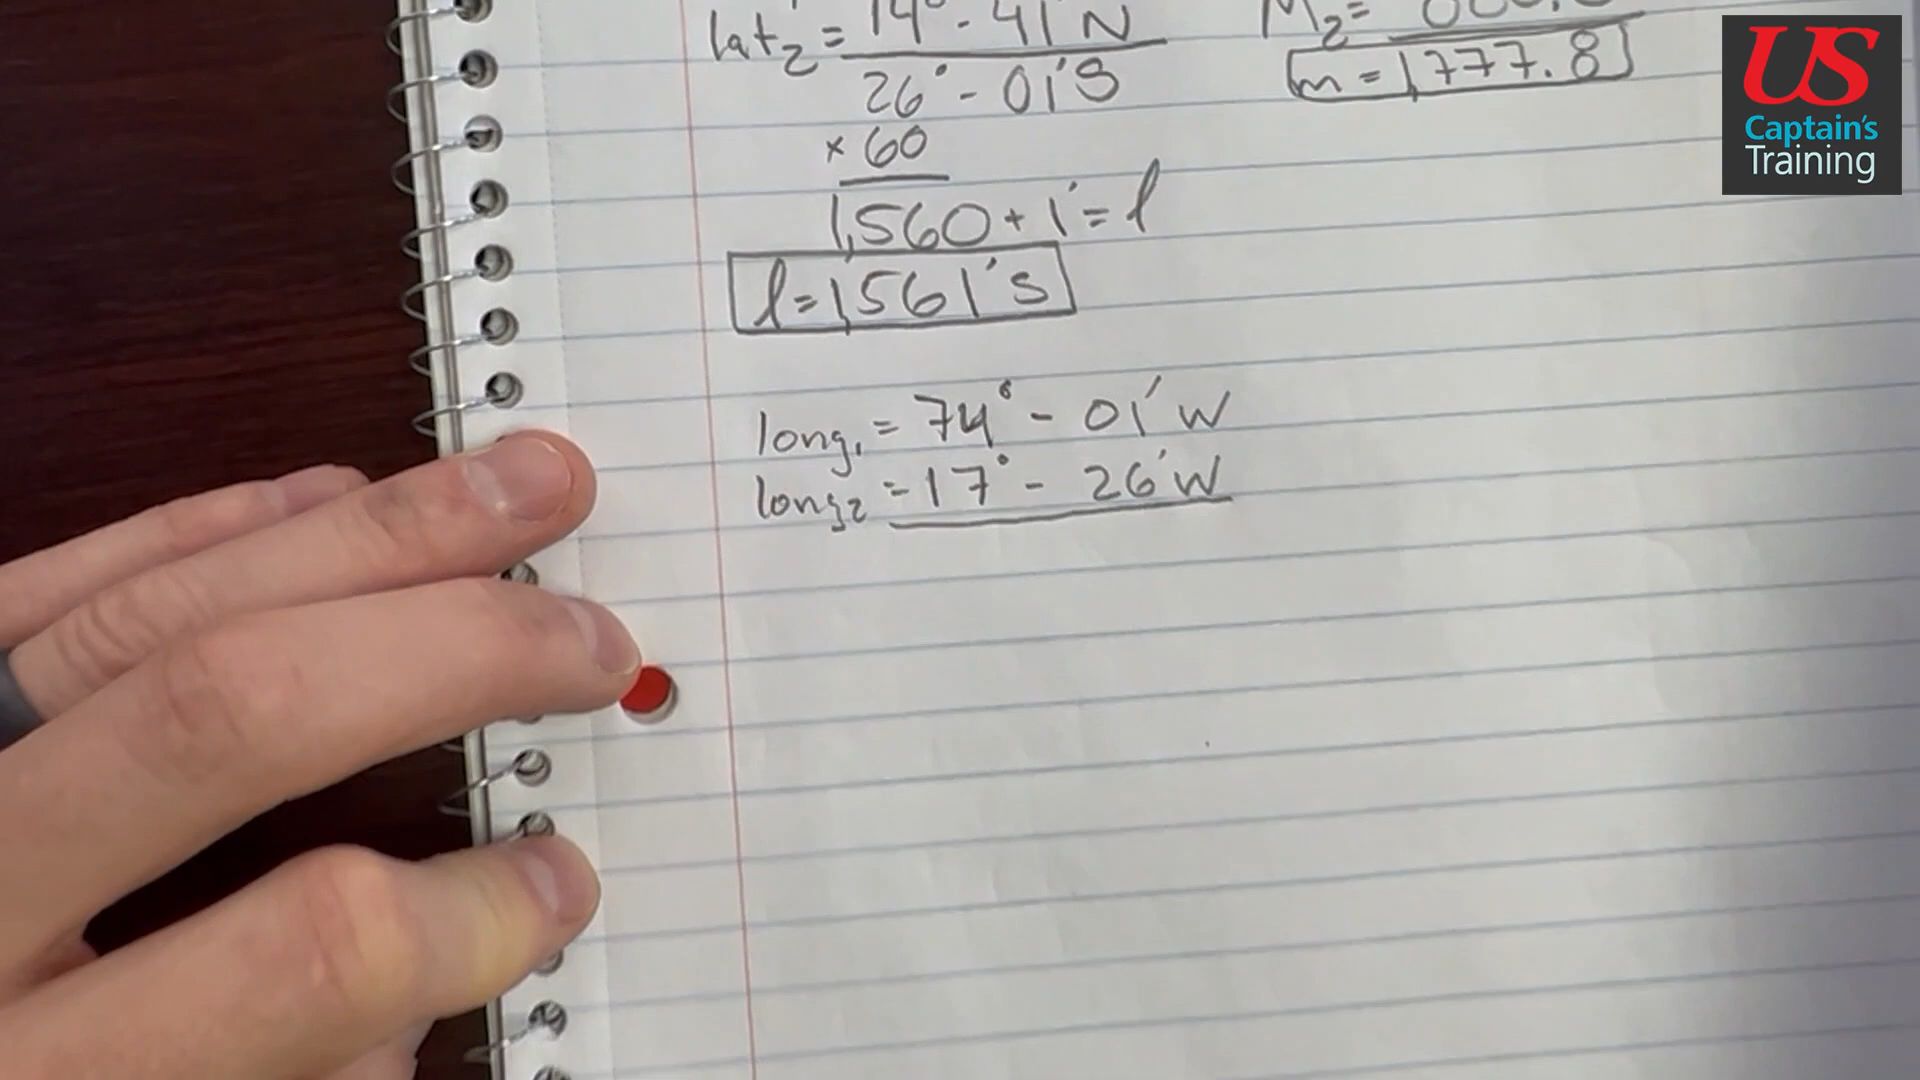 lat₂ = 14° - 41' N
M₂ =
26° - 01' S
m = 1,777.8
× 60
1,560 + 1' = l
l = 1,561' S
long₁ = 74° - 01' W
long₂ = 17° - 26' W
US
Captain's
Training